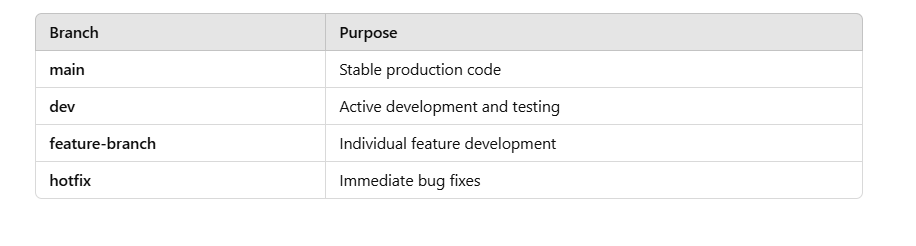 Branch Purpose
main Stable production code
dev Active development and testing
feature-branch Individual feature development
hotfix Immediate bug fixes